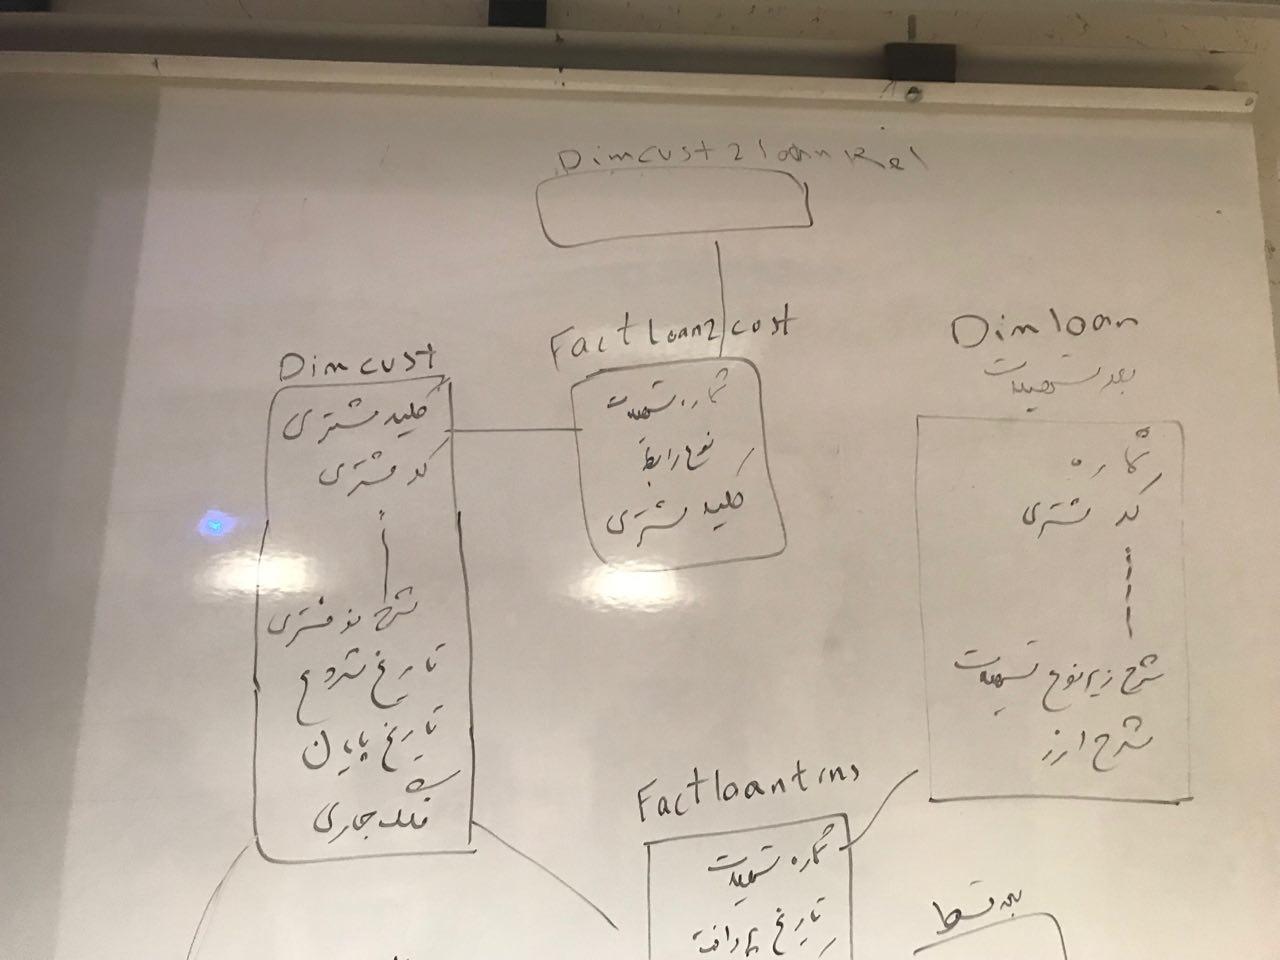 Dimcust2loanRel
Dimcust
کلید مشتری
کد مشتری
شرح نوع مشتری
تاریخ شروع
تاریخ پایان
فلگ جاری
Factloan2cost
شماره تسهیلات
نوع رابطه
کلید مشتری
Dimloan
بعد تسهیلات
شماره
کد مشتری
شرح زیر نوع تسهیلات
شرح ارز
Factloantrns
شماره تسهیلات
تاریخ پرداخت
بعد قسط